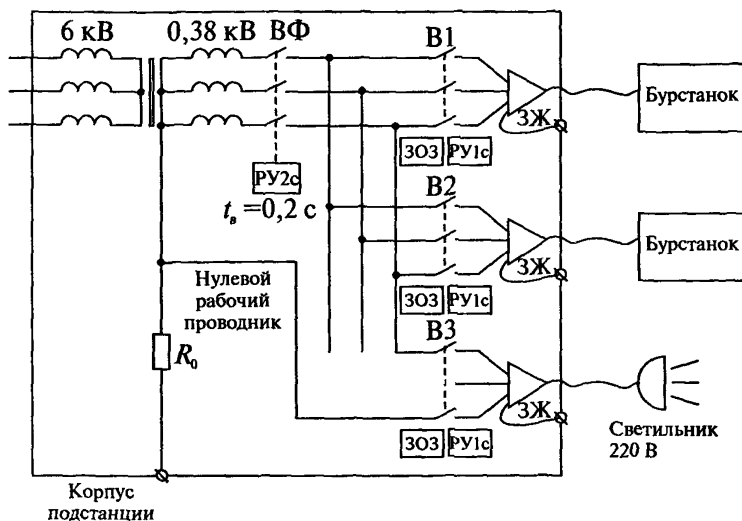 6 кВ
0,38 кВ
ВФ
В1
ЗЖ
Бурстанок
ЗОЗ
РУ1с
РУ2с
tв =0,2 с
В2
ЗЖ
Бурстанок
ЗОЗ
РУ1с
Нулевой
рабочий
проводник
В3
R0
ЗЖ
ЗОЗ
РУ1с
Светильник
220 В
Корпус
подстанции